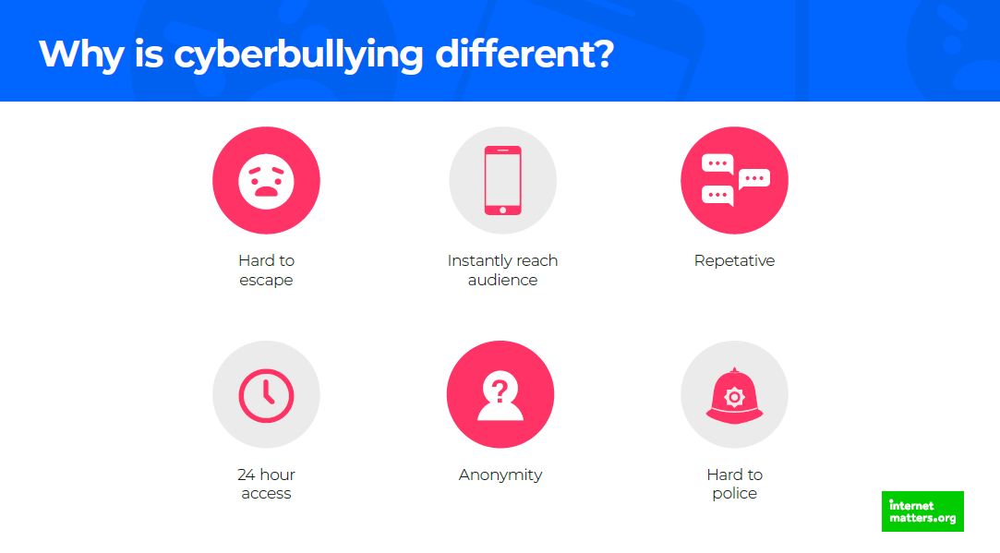 Why is cyberbullying different?
Hard to
escape
Instantly reach
audience
Repetative
24 hour
access
?
Anonymity
Hard to
police
internet
matters.org